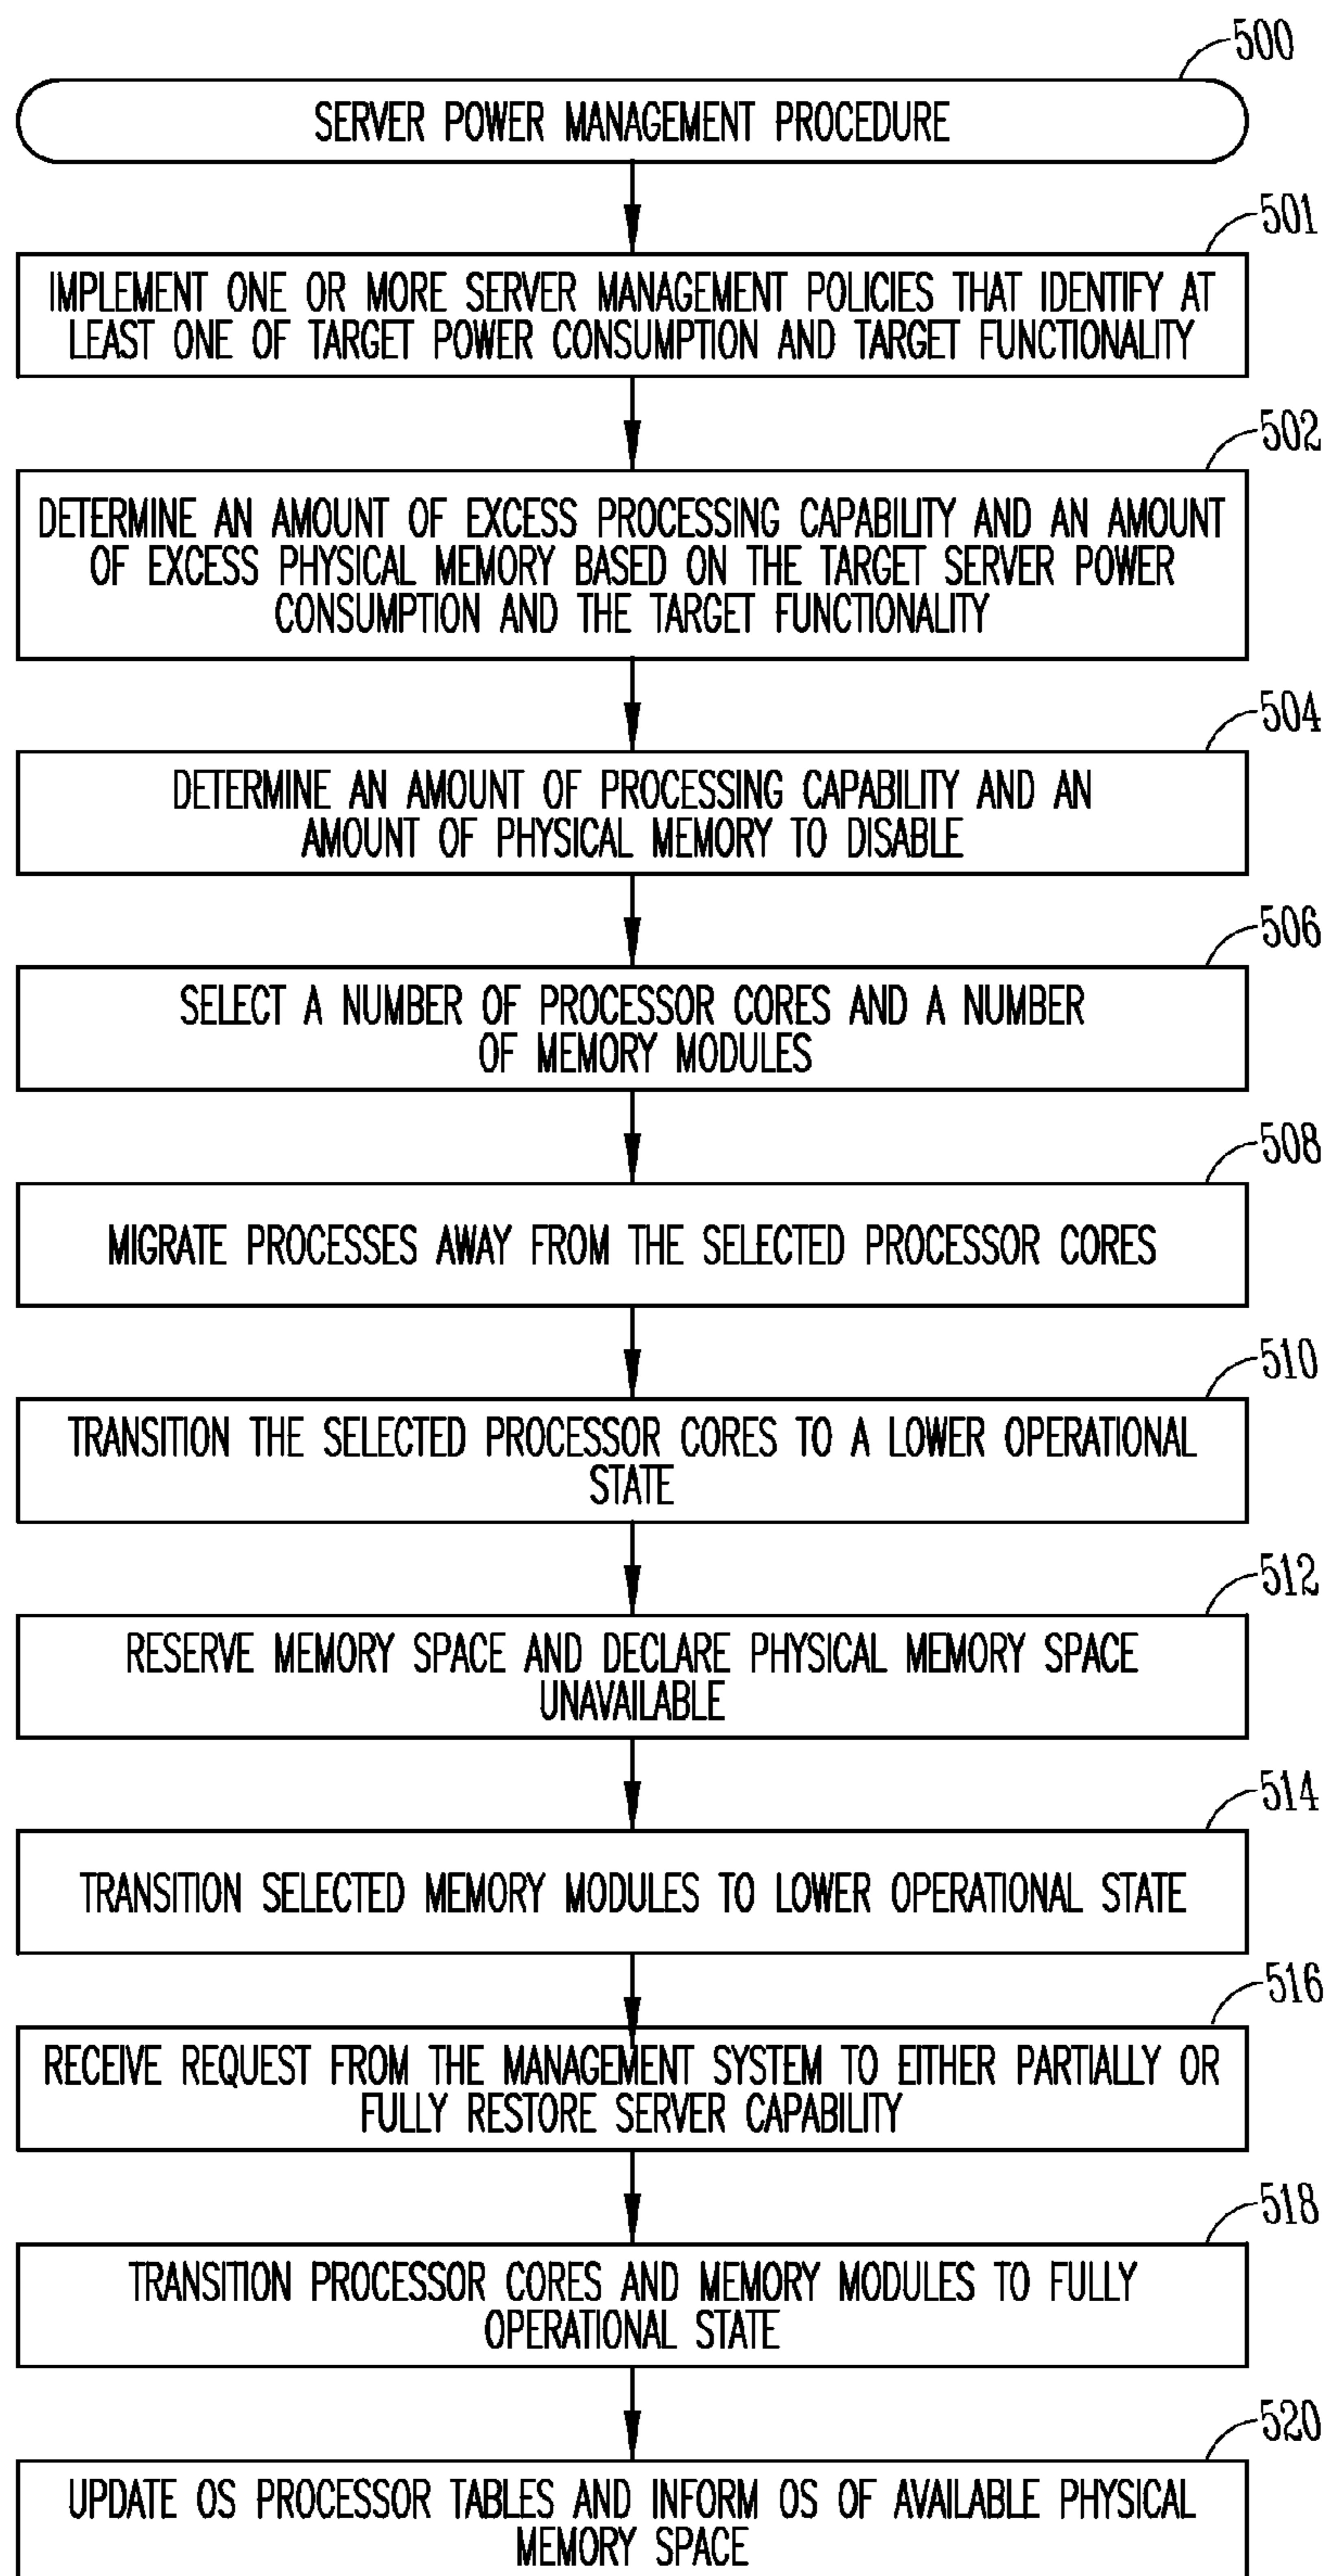 500
SERVER POWER MANAGEMENT PROCEDURE
501
IMPLEMENT ONE OR MORE SERVER MANAGEMENT POLICIES THAT IDENTIFY AT
LEAST ONE OF TARGET POWER CONSUMPTION AND TARGET FUNCTIONALITY
502
DETERMINE AN AMOUNT OF EXCESS PROCESSING CAPABILITY AND AN AMOUNT
OF EXCESS PHYSICAL MEMORY BASED ON THE TARGET SERVER POWER
CONSUMPTION AND THE TARGET FUNCTIONALITY
504
DETERMINE AN AMOUNT OF PROCESSING CAPABILITY AND AN
AMOUNT OF PHYSICAL MEMORY TO DISABLE
506
SELECT A NUMBER OF PROCESSOR CORES AND A NUMBER
OF MEMORY MODULES
508
MIGRATE PROCESSES AWAY FROM THE SELECTED PROCESSOR CORES
510
TRANSITION THE SELECTED PROCESSOR CORES TO A LOWER OPERATIONAL
STATE
512
RESERVE MEMORY SPACE AND DECLARE PHYSICAL MEMORY SPACE
UNAVAILABLE
514
TRANSITION SELECTED MEMORY MODULES TO LOWER OPERATIONAL STATE
516
RECEIVE REQUEST FROM THE MANAGEMENT SYSTEM TO EITHER PARTIALLY OR
FULLY RESTORE SERVER CAPABILITY
518
TRANSITION PROCESSOR CORES AND MEMORY MODULES TO FULLY
OPERATIONAL STATE
520
UPDATE OS PROCESSOR TABLES AND INFORM OS OF AVAILABLE PHYSICAL
MEMORY SPACE